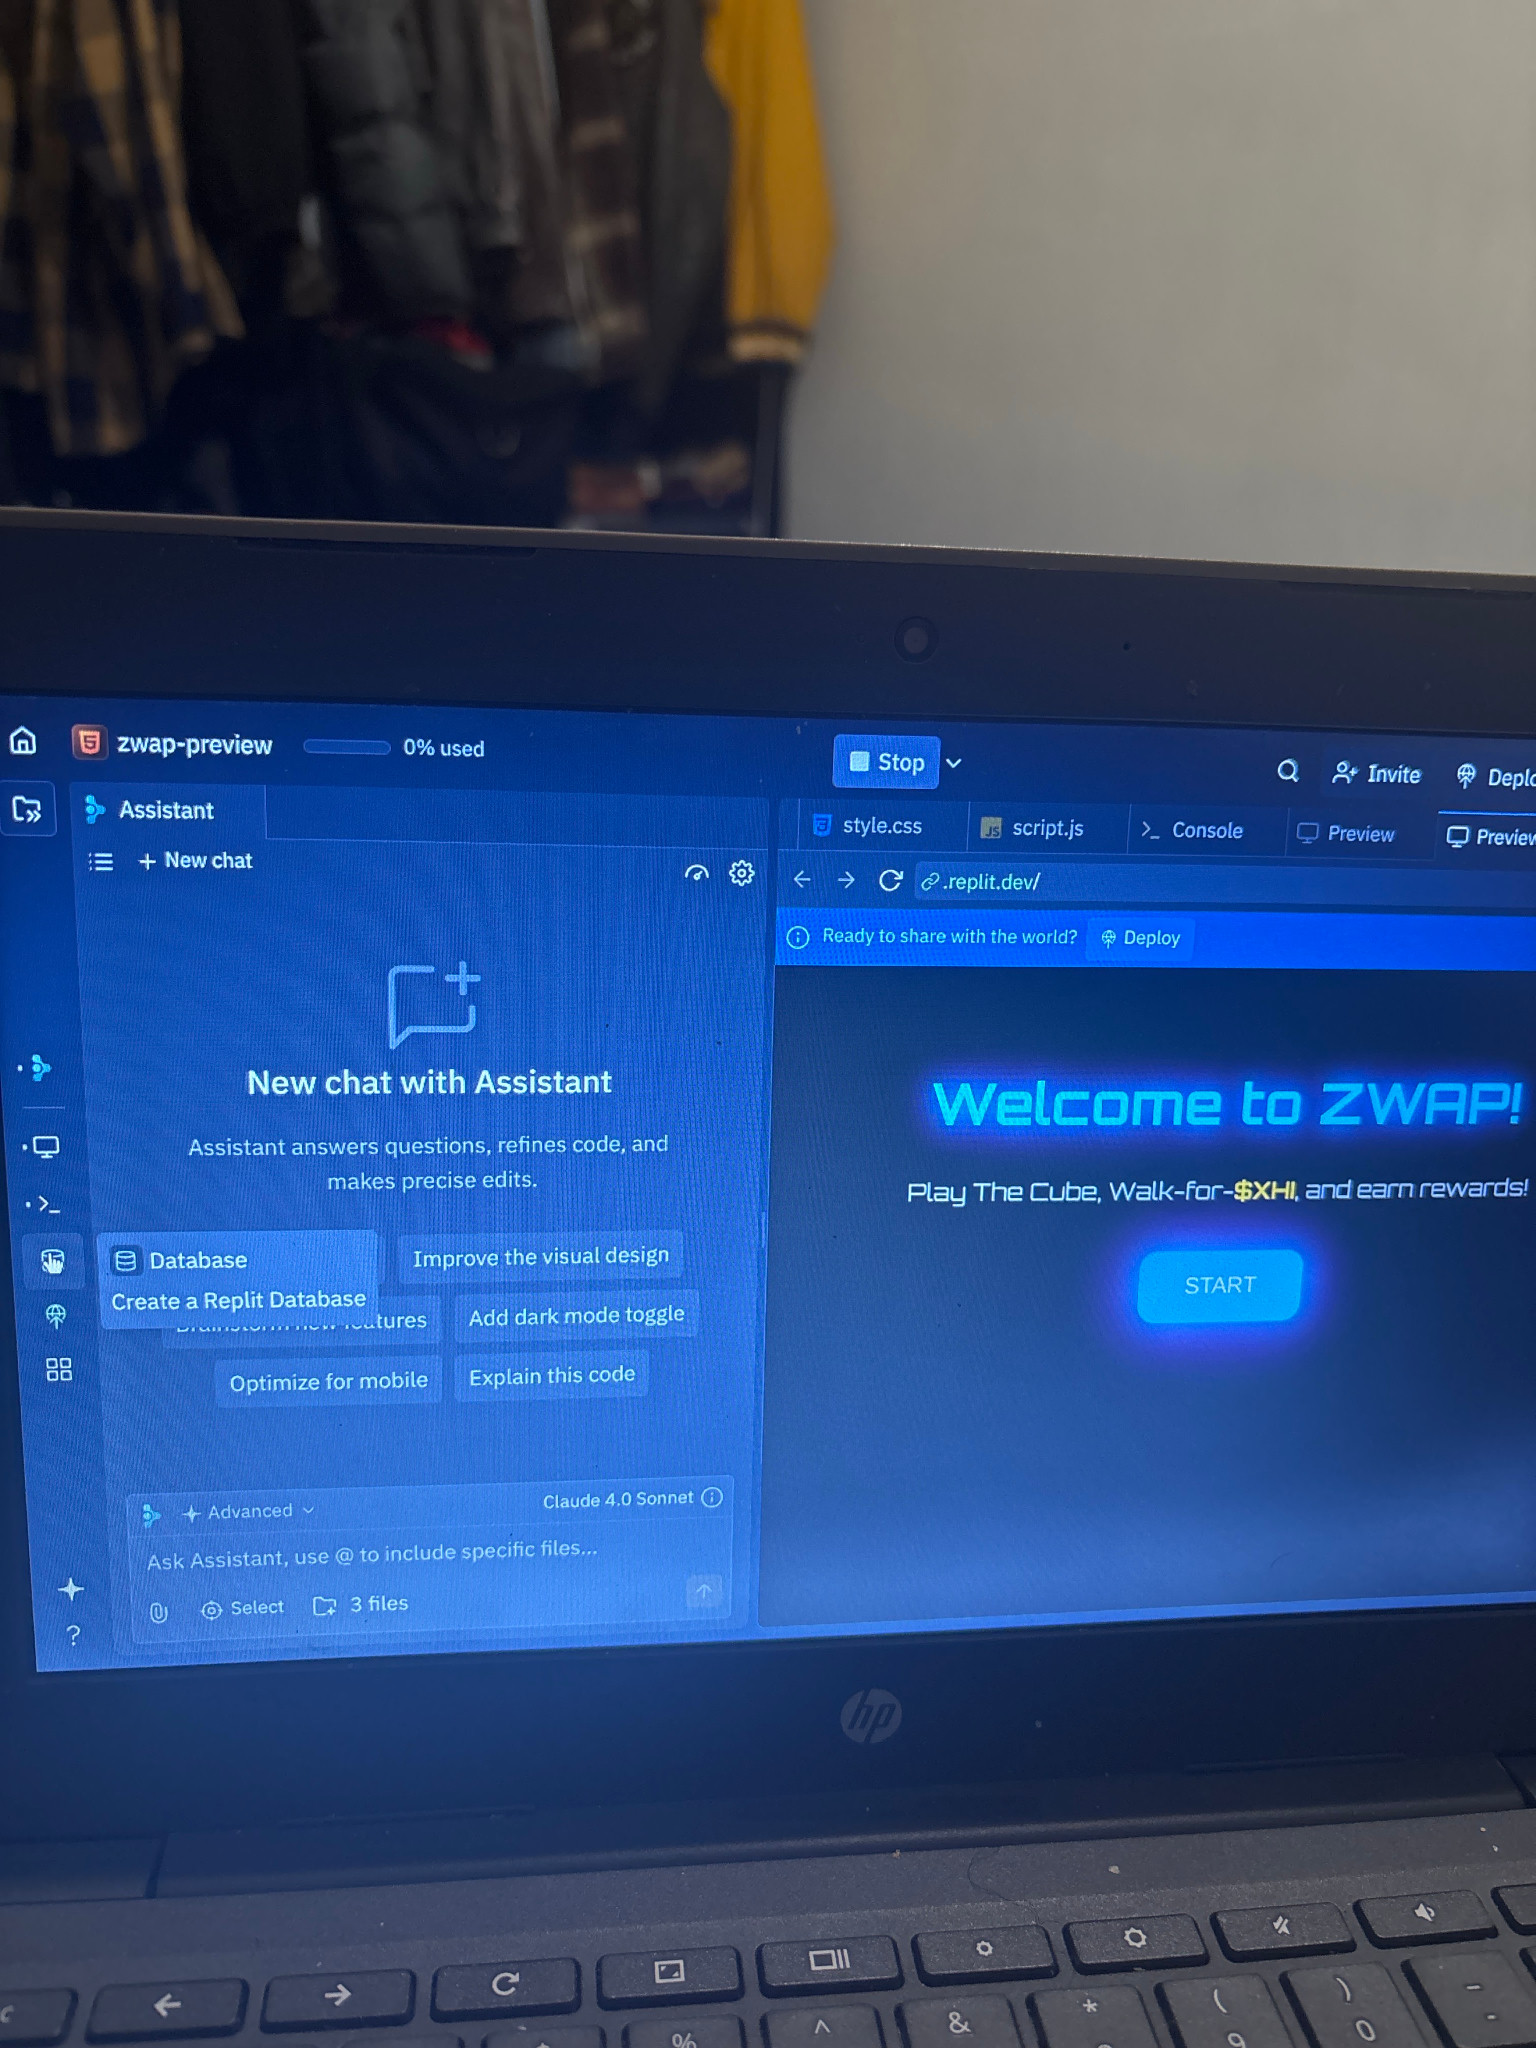 zwap-preview
0% used
Stop
Invite
Assistant
style.css
script.js
Console
Preview
New chat
.replit.dev/
Ready to share with the world?
Deploy
New chat with Assistant
Assistant answers questions, refines code, and
makes precise edits.
Database
Create a Replit Database
Improve the visual design
Add dark mode toggle
Optimize for mobile
Explain this code
Advanced
Claude 4.0 Sonnet
Ask Assistant, use @ to include specific files...
Select
3 files
?
Welcome to ZWAP!
Play The Cube, Walk-for-$XHI, and earn rewards!
START
hp
% ^ & * ( ) -
9 0